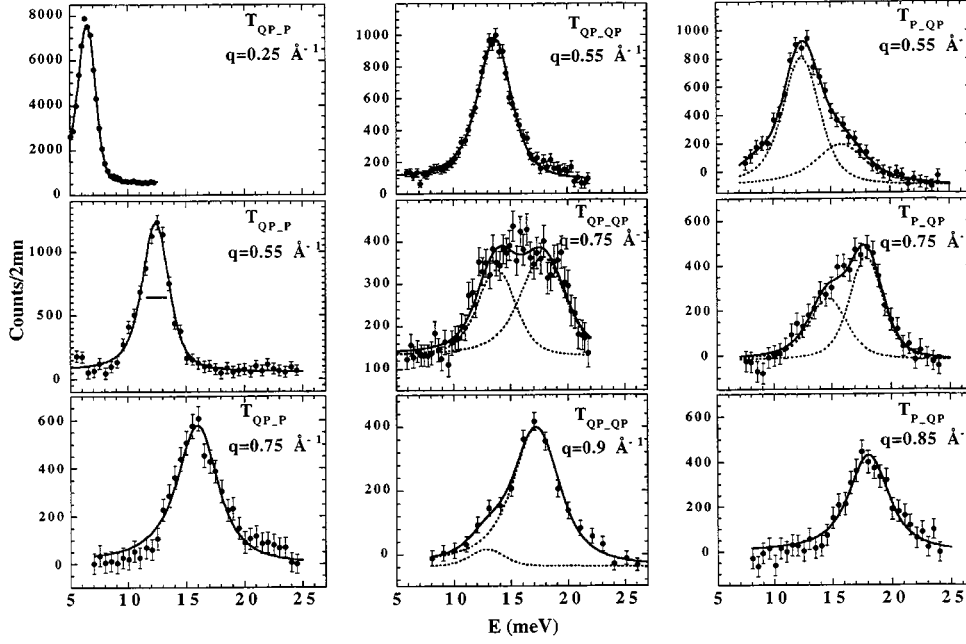 T_QP_P
q=0.25 Å⁻¹
8000
6000
4000
2000
0
T_QP_QP
q=0.55 Å⁻¹
1000
800
600
400
200
0
T_P_QP
q=0.55 Å⁻¹
1000
800
600
400
200
0
T_QP_P
q=0.55 Å⁻¹
1000
500
0
T_QP_QP
q=0.75 Å⁻¹
400
300
200
100
T_P_QP
q=0.75 Å⁻
600
400
200
0
Counts/2mn
T_QP_P
q=0.75 Å⁻¹
600
400
200
0
5 10 15 20 25
T_QP_QP
q=0.9 Å⁻¹
400
200
0
5 10 15 20 25
T_P_QP
q=0.85 Å⁻
600
400
200
0
5 10 15 20 25
E (meV)